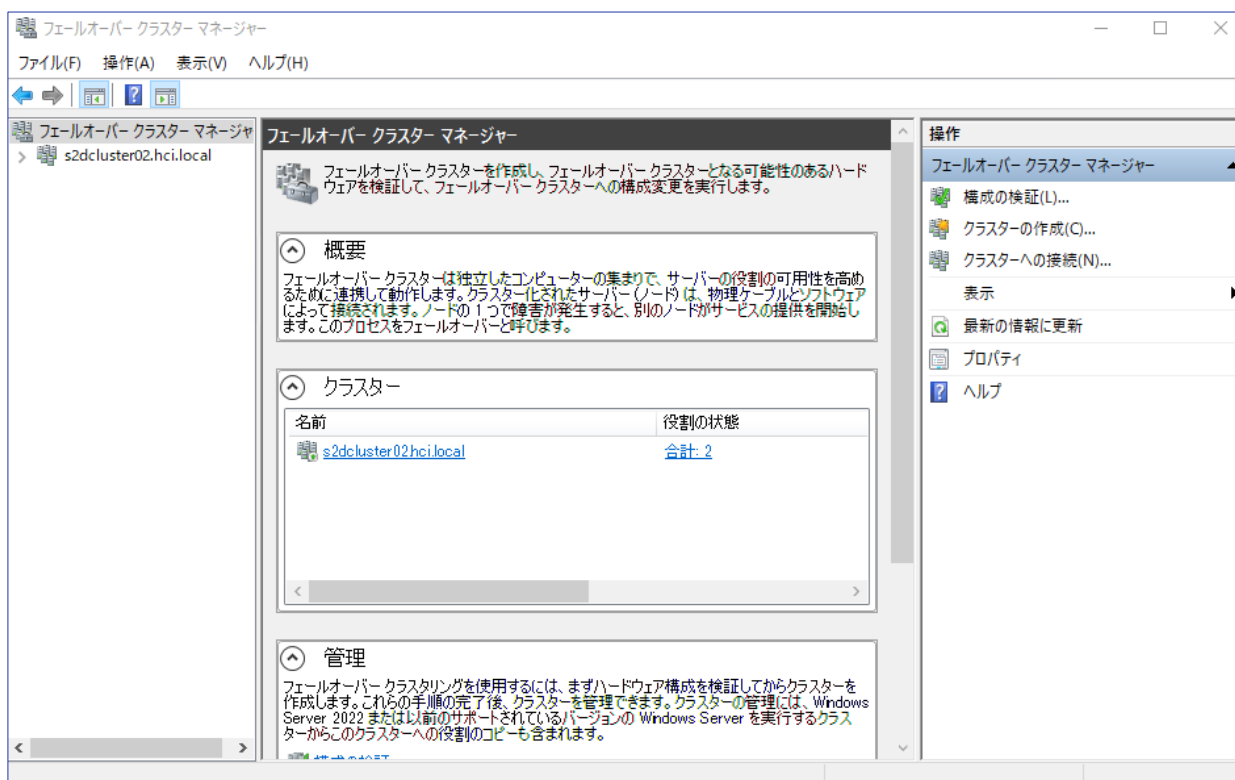 フェールオーバー クラスター マネージャー
ファイル(F) 操作(A) 表示(V) ヘルプ(H)
フェールオーバー クラスター マネージャ
s2dcluster02.hci.local
フェールオーバー クラスター マネージャー
フェールオーバー クラスターを作成し、フェールオーバー クラスターとなる可能性のあるハード
ウェアを検証して、フェールオーバー クラスターへの構成変更を実行します。
概要
フェールオーバー クラスターは独立したコンピューターの集まりで、サーバーの役割の可用性を高め
るために連携して動作します。クラスター化されたサーバー (ノード) は、物理ケーブルとソフトウェア
によって接続されます。ノードの 1 つで障害が発生すると、別のノードがサービスの提供を開始し
ます。このプロセスをフェールオーバーと呼びます。
クラスター
名前 役割の状態
s2dcluster02.hci.local 合計: 2
管理
フェールオーバー クラスタリングを使用するには、まずハードウェア構成を検証してからクラスターを
作成します。これらの手順の完了後、クラスターを管理できます。クラスターの管理には、Windows
Server 2022 または以前のサポートされているバージョンの Windows Server を実行するクラス
ターからこのクラスターへの役割のコピーも含まれます。
構成の検証
操作
フェールオーバー クラスター マネージャー
構成の検証(L)...
クラスターの作成(C)...
クラスターへの接続(N)...
表示
最新の情報に更新
プロパティ
ヘルプ